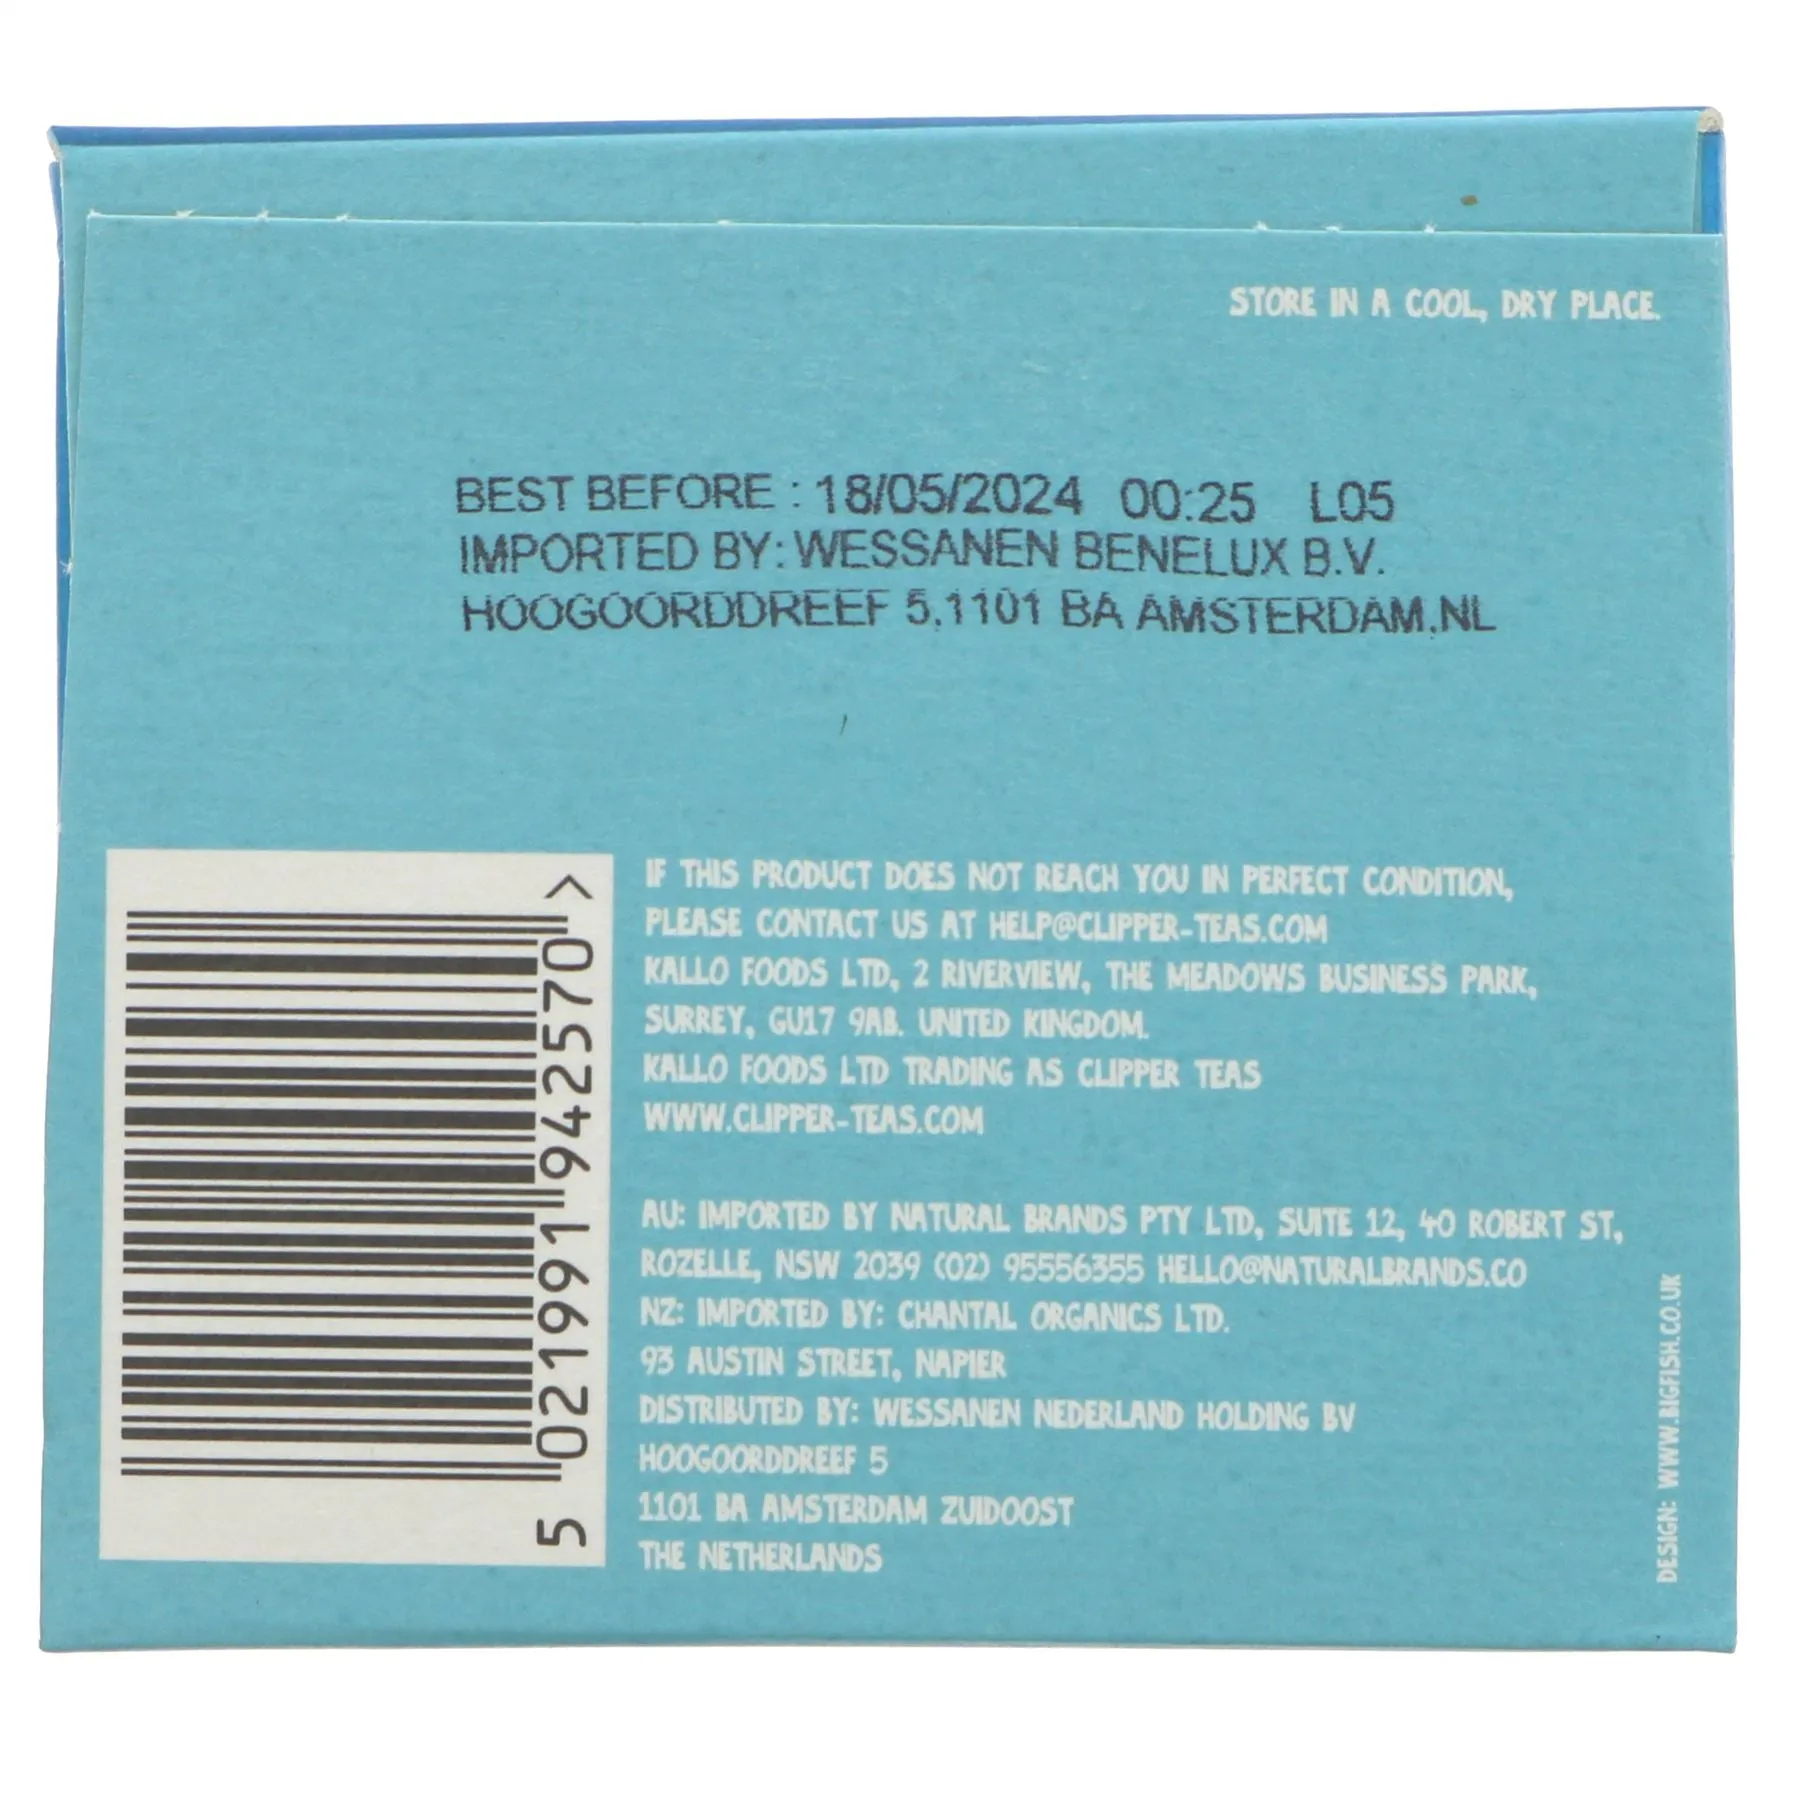 STORE IN A COOL, DRY PLACE.
BEST BEFORE : 18/05/2024 00:25 L05
IMPORTED BY: WESSANEN BENELUX B.V.
HOOGOORDDREEF 5,1101 BA AMSTERDAM,NL
5 021991 942570 >
IF THIS PRODUCT DOES NOT REACH YOU IN PERFECT CONDITION,
PLEASE CONTACT US AT HELP@CLIPPER-TEAS.COM
KALLO FOODS LTD, 2 RIVERVIEW, THE MEADOWS BUSINESS PARK,
SURREY, GU17 9AB. UNITED KINGDOM.
KALLO FOODS LTD TRADING AS CLIPPER TEAS
WWW.CLIPPER-TEAS.COM
AU: IMPORTED BY NATURAL BRANDS PTY LTD, SUITE 12, 40 ROBERT ST,
ROZELLE, NSW 2039 (02) 95556355 HELLO@NATURALBRANDS.CO
NZ: IMPORTED BY: CHANTAL ORGANICS LTD.
93 AUSTIN STREET, NAPIER
DISTRIBUTED BY: WESSANEN NEDERLAND HOLDING BV
HOOGOORDDREEF 5
1101 BA AMSTERDAM ZUIDOOST
THE NETHERLANDS
DESIGN: WWW.BIGFISH.CO.UK